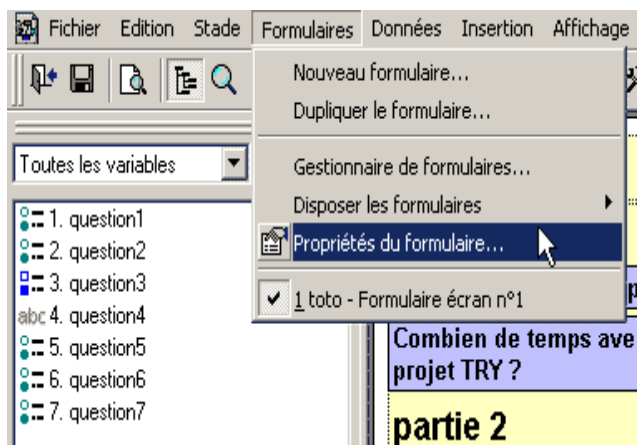 Fichier Edition Stade Formulaires Données Insertion Affichage
Nouveau formulaire...
Dupliquer le formulaire...
Gestionnaire de formulaires...
Disposer les formulaires
Propriétés du formulaire...
1 toto - Formulaire écran n°1
Toutes les variables
1. question1
2. question2
3. question3
abc 4. question4
5. question5
6. question6
7. question7
Combien de temps ave
projet TRY ?
partie 2